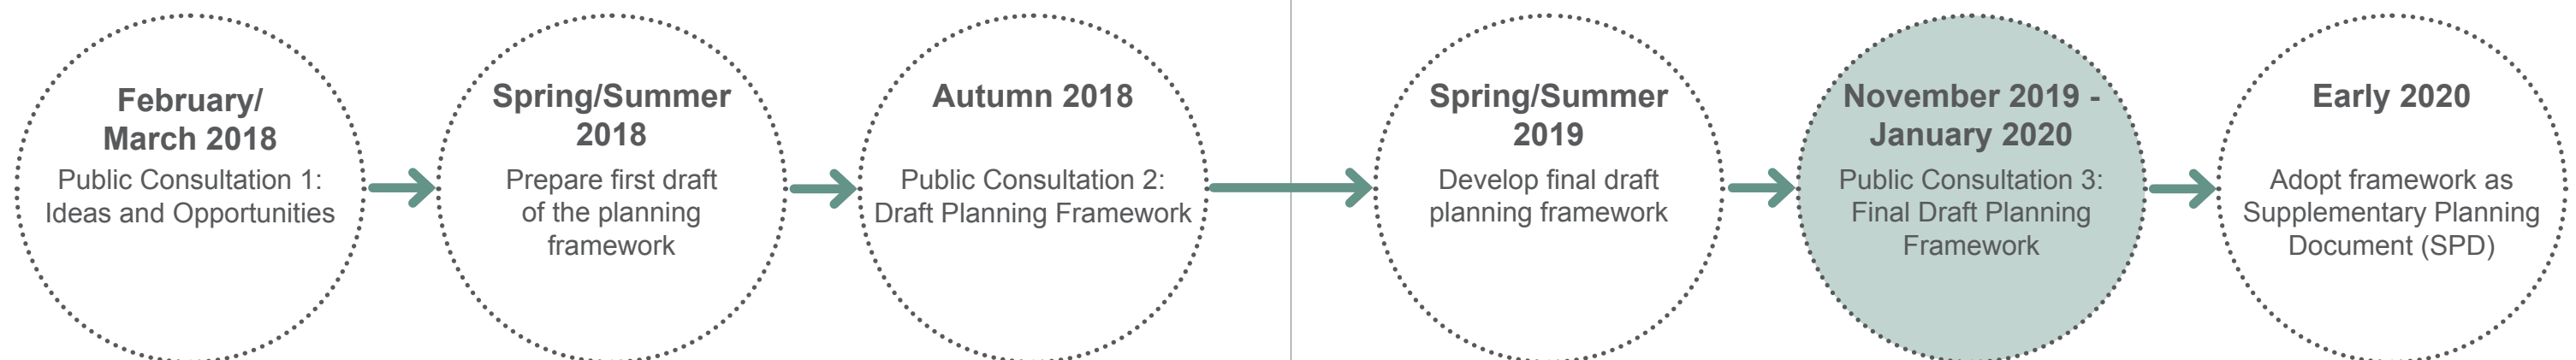 February/
March 2018
Public Consultation 1:
Ideas and Opportunities
Spring/Summer
2018
Prepare first draft
of the planning
framework
Autumn 2018
Public Consultation 2:
Draft Planning Framework
Spring/Summer
2019
Develop final draft
planning framework
November 2019 -
January 2020
Public Consultation 3:
Final Draft Planning
Framework
Early 2020
Adopt framework as
Supplementary Planning
Document (SPD)